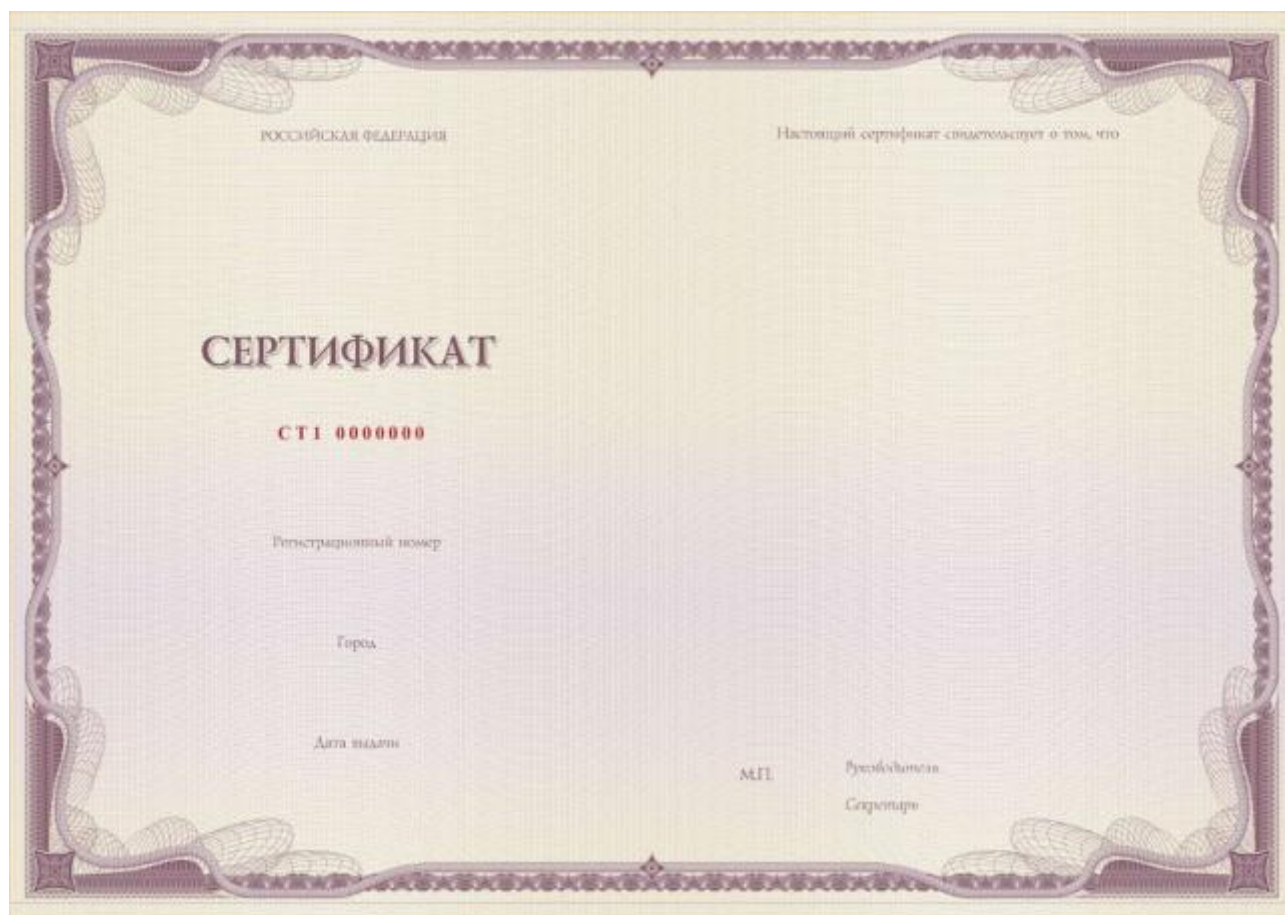 РОССИЙСКАЯ ФЕДЕРАЦИЯ
СЕРТИФИКАТ
СТ1 0000000
Регистрационный номер
Город
Дата выдачи
Настоящий сертификат свидетельствует о том, что
М.П.
Руководитель
Секретарь